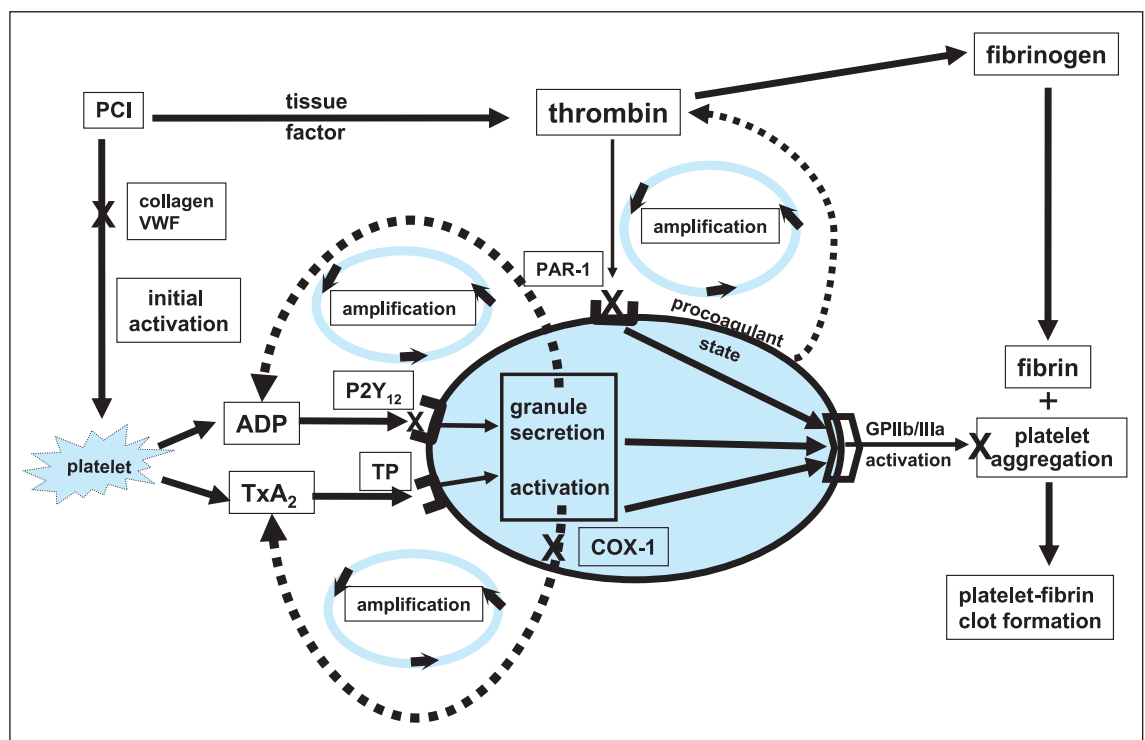 fibrinogen
PCI
tissue
factor
thrombin
collagen
VWF
X
amplification
PAR-1
X
initial
activation
amplification
procoagulant
state
fibrin
+
P2Y₁₂
X
ADP
granule
secretion
activation
GPIIb/IIIa
activation
X
platelet
aggregation
platelet
TP
TxA₂
X
COX-1
amplification
platelet-fibrin
clot formation